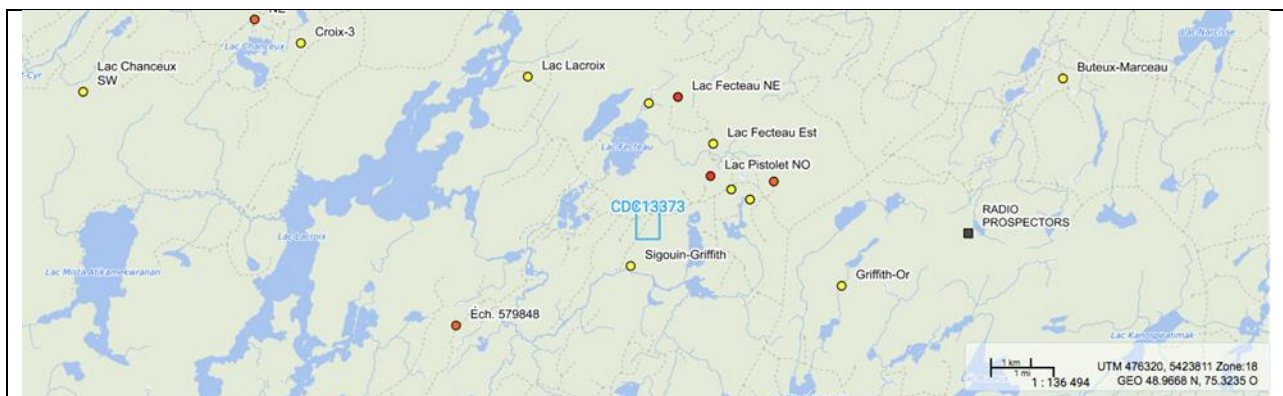 NE
Croix-3
Lac Chanceux
Lac Narcisse
Lac Chanceux
SW
Lac Lacroix
Buteux-Marceau
Lac Fecteau NE
Lac Fecteau Est
Lac Fecteau
Lac Pistolet NO
CDC13373
RADIO
PROSPECTORS
Lac Lacroix
Sigouin-Griffith
Lac Mista Atikamekwranan
Griffith-Or
Éch. 579848
Lac Kanospeatimak
1 km
1 mi
1 : 136 494
UTM 476320, 5423811 Zone:18
GEO 48.9668 N, 75.3235 O